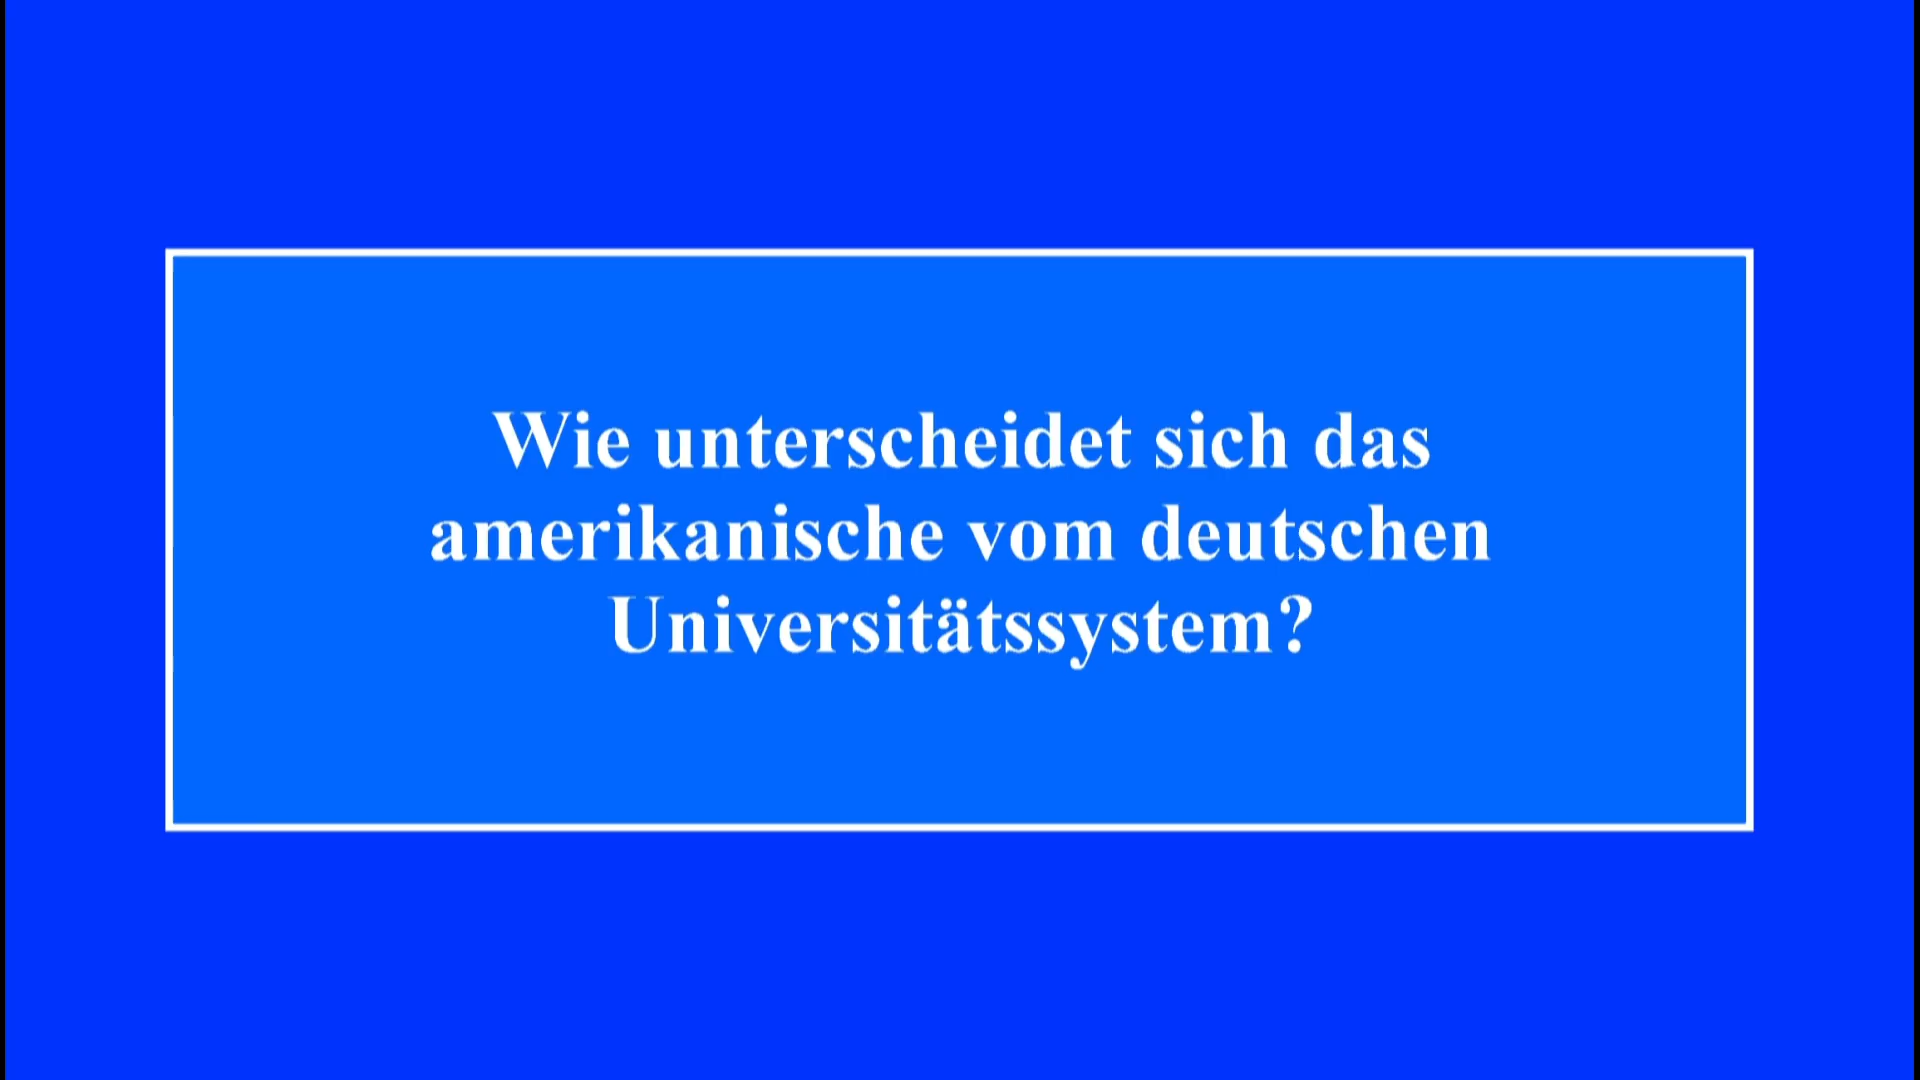 Wie unterscheidet sich das
amerikanische vom deutschen
Universitätssystem?